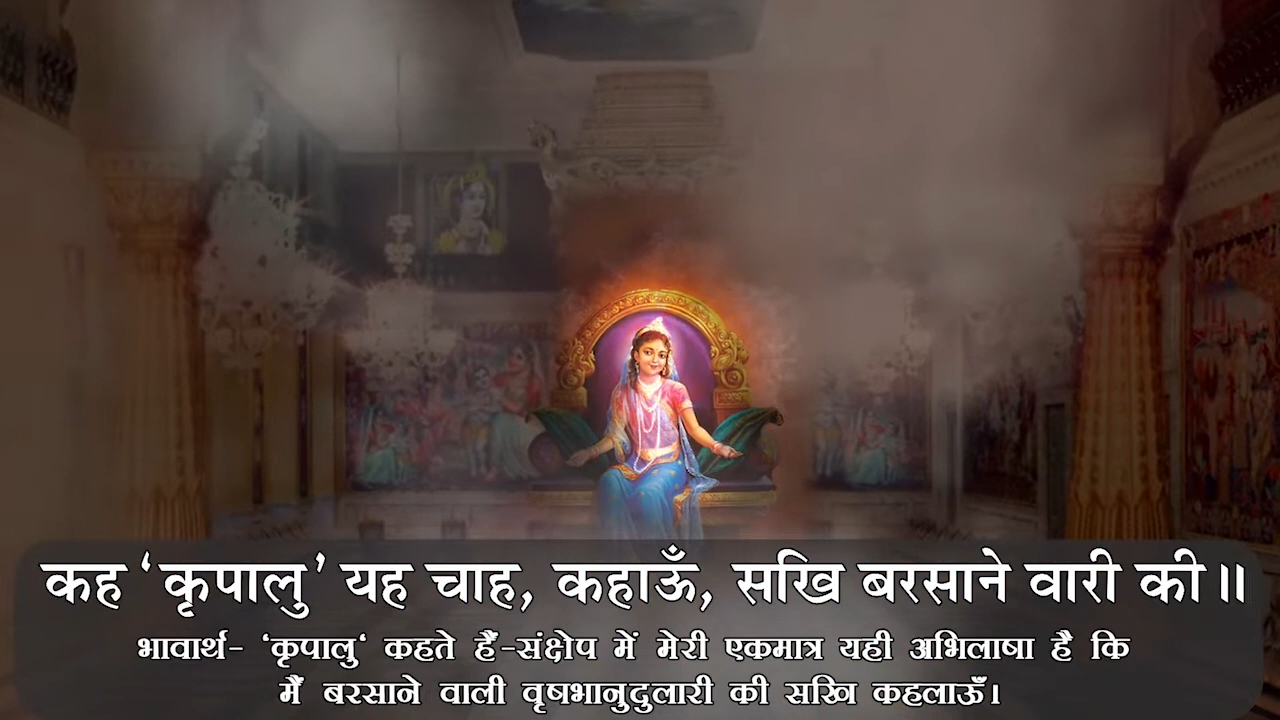 कह ‘कृपालु’ यह चाह, कहाऊँ, सखि बरसाने वारी की॥
भावार्थ- ‘कृपालु‘ कहते हैं-संक्षेप में मेरी एकमात्र यही अभिलाषा है कि
मैं बरसाने वाली वृषभानुदुलारी की सखि कहलाऊँ।